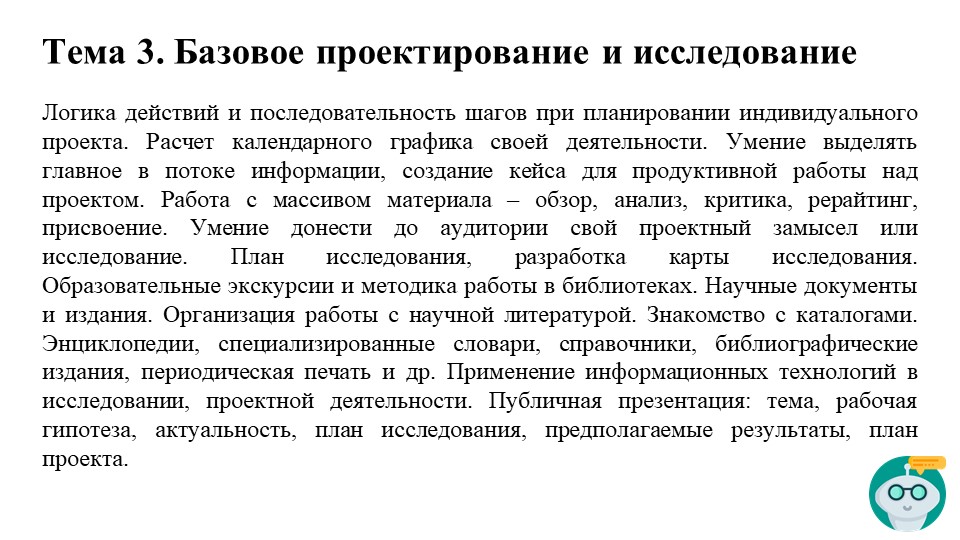 Тема 3. Базовое проектирование и исследование
Логика действий и последовательность шагов при планировании индивидуального
проекта. Расчет календарного графика своей деятельности. Умение выделять
главное в потоке информации, создание кейса для продуктивной работы над
проектом. Работа с массивом материала – обзор, анализ, критика, рерайтинг,
присвоение. Умение донести до аудитории свой проектный замысел или
исследование. План исследования, разработка карты исследования.
Образовательные экскурсии и методика работы в библиотеках. Научные документы
и издания. Организация работы с научной литературой. Знакомство с каталогами.
Энциклопедии, специализированные словари, справочники, библиографические
издания, периодическая печать и др. Применение информационных технологий в
исследовании, проектной деятельности. Публичная презентация: тема, рабочая
гипотеза, актуальность, план исследования, предполагаемые результаты, план
проекта.